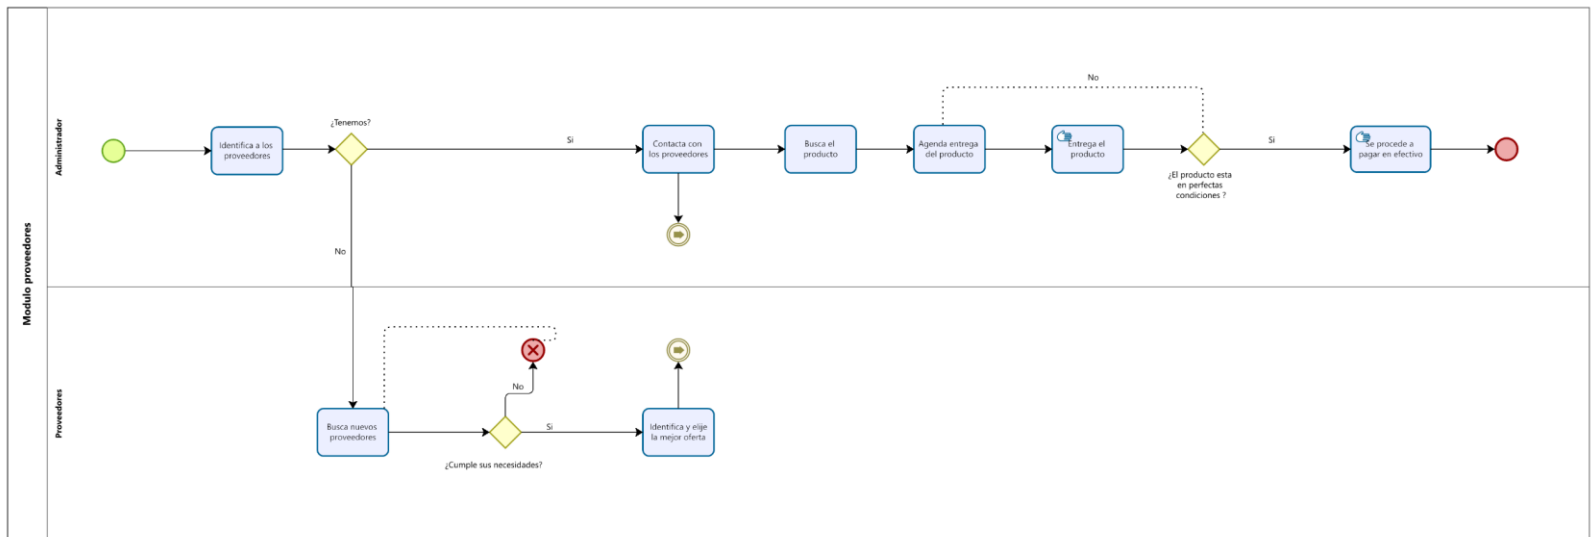 Modulo proveedores
Administrador
Identifica a los
proveedores
¿Tenemos?
Si
No
Contacta con
los proveedores
Busca el
producto
Agenda entrega
del producto
No
Entrega el
producto
¿El producto esta
en perfectas
condiciones ?
Si
Se procede a
pagar en efectivo
Proveedores
Busca nuevos
proveedores
¿Cumple sus necesidades?
No
Si
Identifica y elije
la mejor oferta